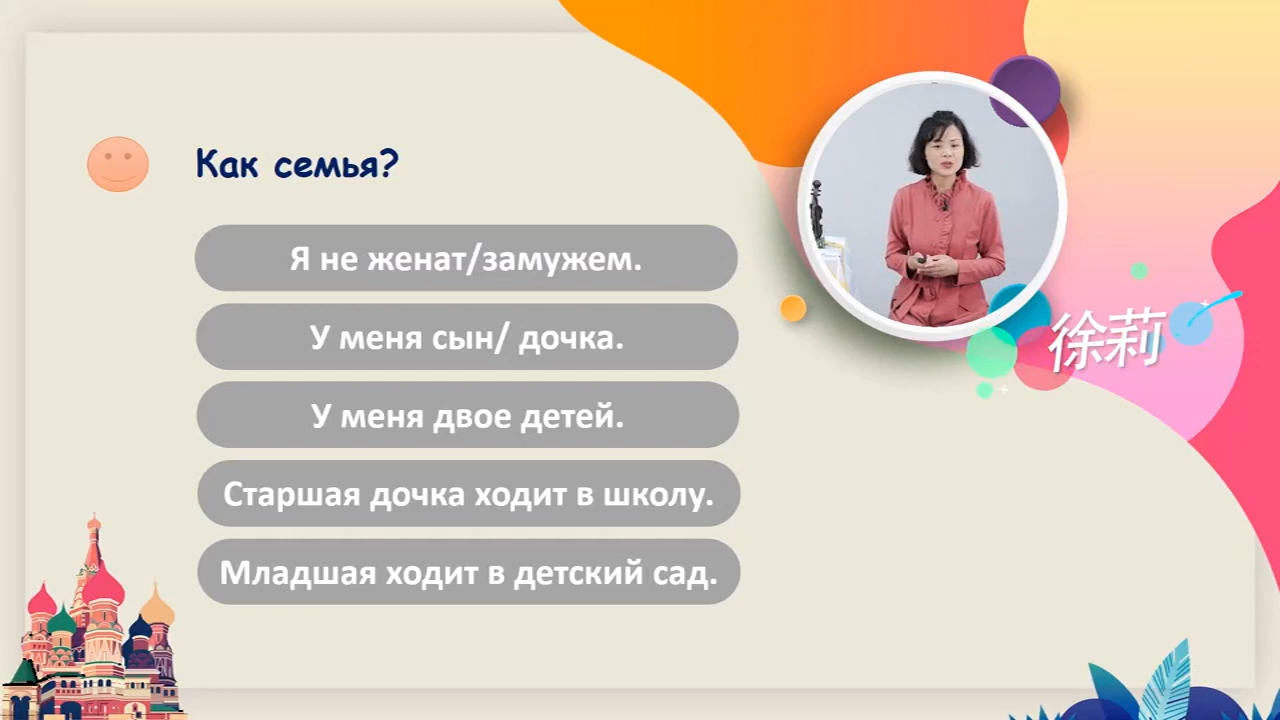 Как семья?
Я не женат/замужем.
У меня сын/ дочка.
У меня двое детей.
Старшая дочка ходит в школу.
Младшая ходит в детский сад.
徐莉